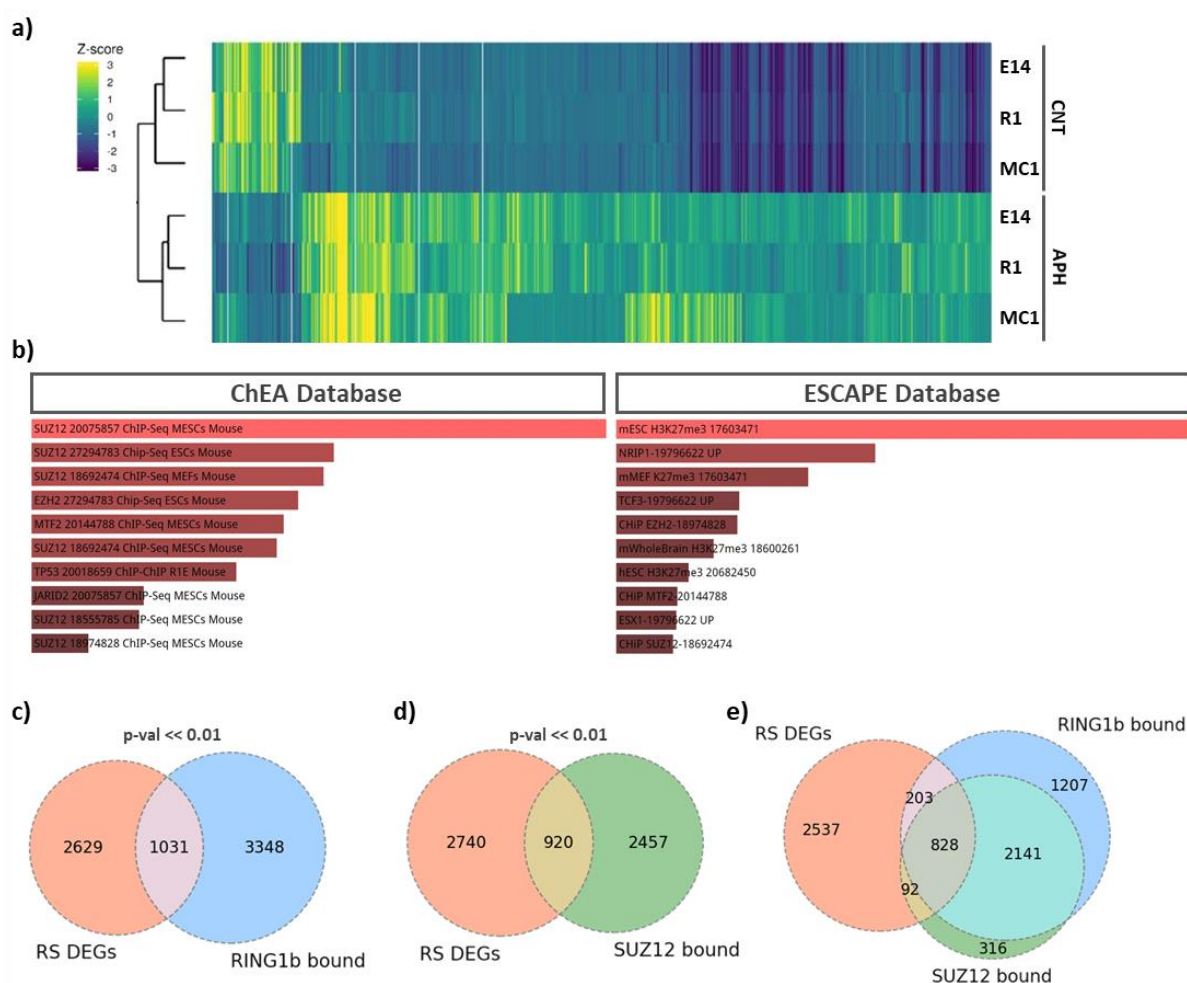 a)
Z-score
3
2
1
0
-1
-2
-3
E14
R1
MC1
CNT
E14
R1
MC1
APH
b)
ChEA Database
SUZ12 20075857 ChIP-Seq MESCs Mouse
SUZ12 27294783 Chip-Seq ESCs Mouse
SUZ12 18692474 ChIP-Seq MEFs Mouse
EZH2 27294783 Chip-Seq ESCs Mouse
MTF2 20144788 ChIP-Seq MESCs Mouse
SUZ12 18692474 ChIP-Seq MESCs Mouse
TP53 20018659 ChIP-ChIP R1E Mouse
JARID2 20075857 ChIP-Seq MESCs Mouse
SUZ12 18555785 ChIP-Seq MESCs Mouse
SUZ12 18974828 ChIP-Seq MESCs Mouse
ESCAPE Database
mESC H3K27me3 17603471
NRIP1-19796622 UP
mMEF K27me3 17603471
TCF3-19796622 UP
CHiP EZH2-18974828
mWholeBrain H3K27me3 18600261
hESC H3K27me3 20682450
CHiP MTF2-20144788
ESX1-19796622 UP
CHiP SUZ12-18692474
c)
p-val << 0.01
2629
1031
3348
RS DEGs
RING1b bound
d)
p-val << 0.01
2740
920
2457
RS DEGs
SUZ12 bound
e)
RS DEGs
RING1b bound
1207
203
2537
828
2141
92
316
SUZ12 bound